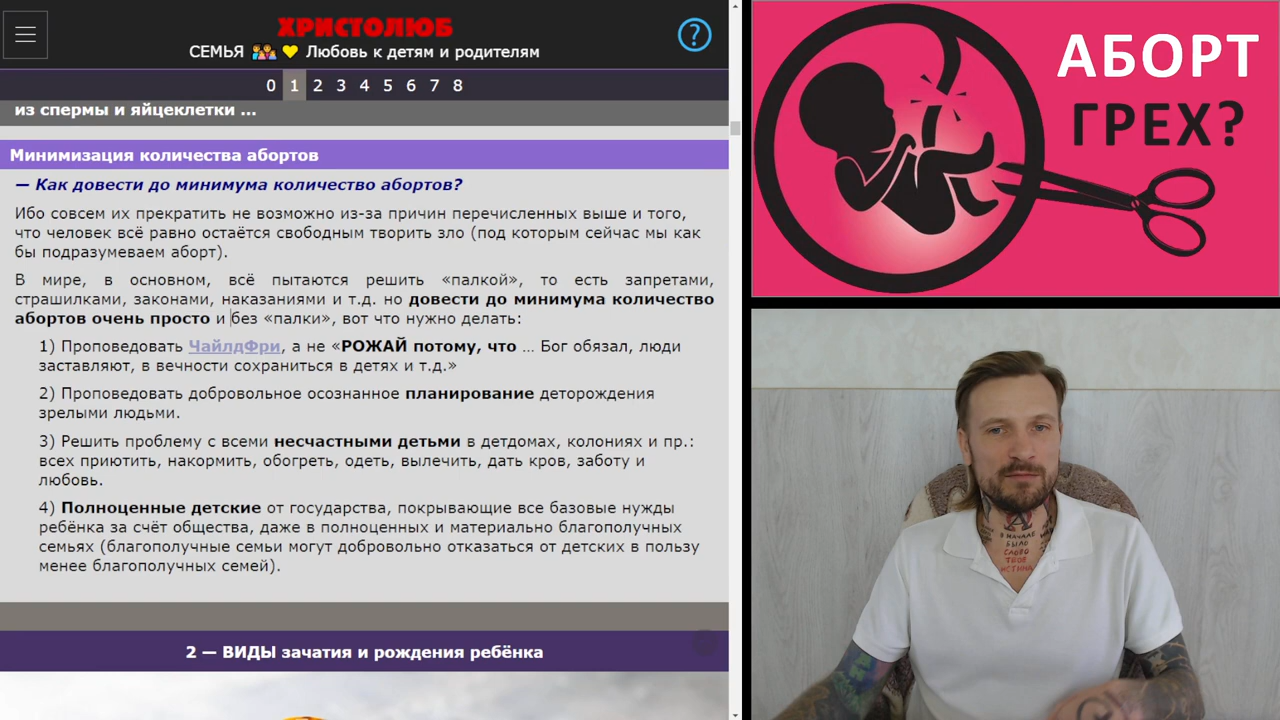 ХРИСТОЛЮБ
СЕМЬЯ 👨‍👩‍👧 💛 Любовь к детям и родителям
?
0 1 2 3 4 5 6 7 8
из спермы и яйцеклетки ...
Минимизация количества абортов
— Как довести до минимума количество абортов?
Ибо совсем их прекратить не возможно из-за причин перечисленных выше и того,
что человек всё равно остаётся свободным творить зло (под которым сейчас мы как
бы подразумеваем аборт).
В мире, в основном, всё пытаются решить «палкой», то есть запретами,
страшилками, законами, наказаниями и т.д. но довести до минимума количество
абортов очень просто и без «палки», вот что нужно делать:
1) Проповедовать ЧайлдФри, а не «РОЖАЙ потому, что ... Бог обязал, люди
заставляют, в вечности сохраниться в детях и т.д.»
2) Проповедовать добровольное осознанное планирование деторождения
зрелыми людьми.
3) Решить проблему с всеми несчастными детьми в детдомах, колониях и пр.:
всех приютить, накормить, обогреть, одеть, вылечить, дать кров, заботу и
любовь.
4) Полноценные детские от государства, покрывающие все базовые нужды
ребёнка за счёт общества, даже в полноценных и материально благополучных
семьях (благополучные семьи могут добровольно отказаться от детских в пользу
менее благополучных семей).
2 — ВИДЫ зачатия и рождения ребёнка
АБОРТ
ГРЕХ?
В НАЧАЛЕ
БЫЛО
СЛОВО
ТВОЕ
ИСТИНА